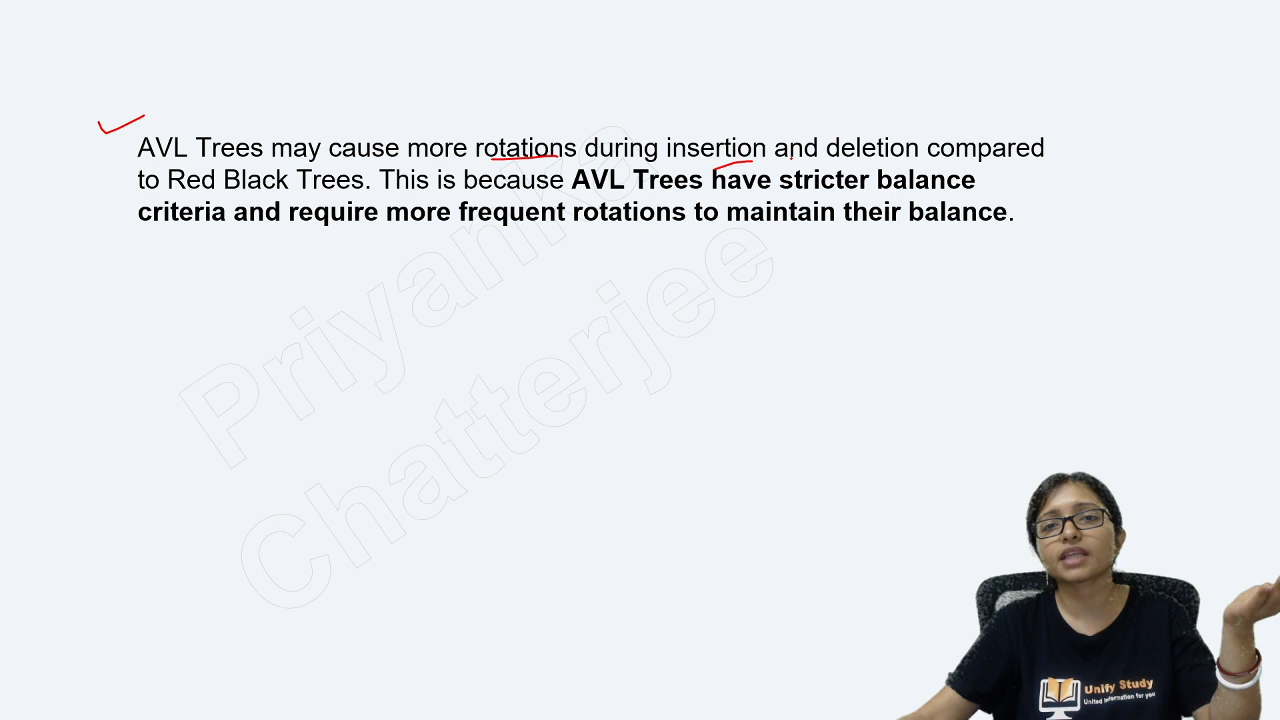 AVL Trees may cause more rotations during insertion and deletion compared
to Red Black Trees. This is because AVL Trees have stricter balance
criteria and require more frequent rotations to maintain their balance.
Priyanka
Chatterjee
Unify Study
United Information for you